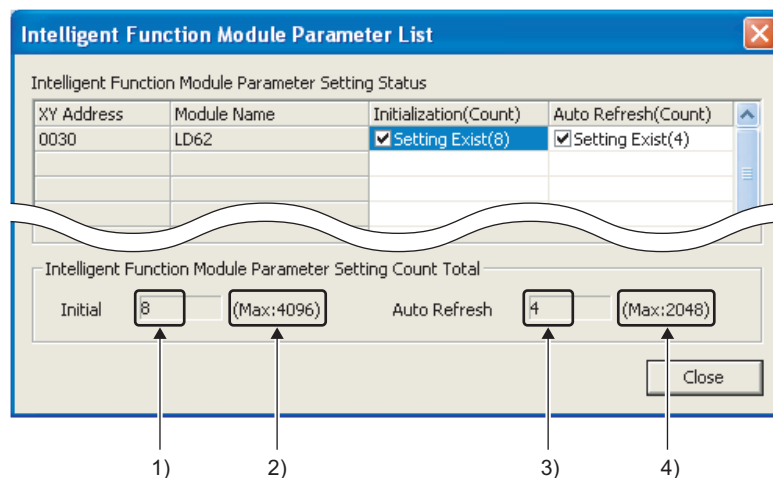 Intelligent Function Module Parameter List
Intelligent Function Module Parameter Setting Status
XY Address Module Name Initialization(Count) Auto Refresh(Count)
0030 LD62 Setting Exist(8) Setting Exist(4)
Intelligent Function Module Parameter Setting Count Total
Initial 8 (Max:4096) Auto Refresh 4 (Max:2048)
Close
1) 2) 3) 4)